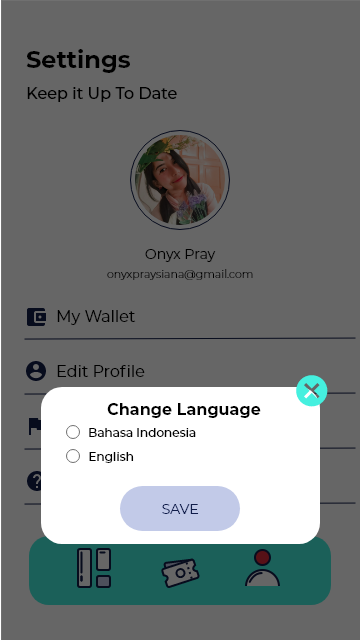 Settings
Keep it Up To Date
Onyx Pray
onyxpraysiana@gmail.com
My Wallet
Edit Profile
Change Language
Bahasa Indonesia
English
SAVE